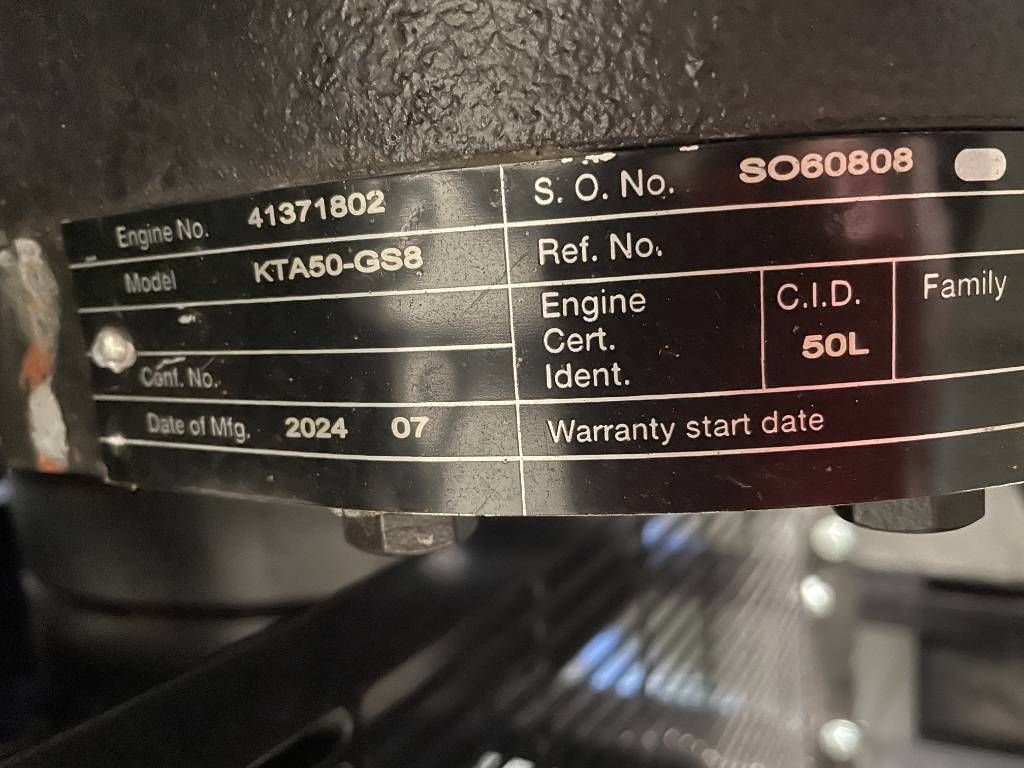 Engine No. 41371802
Model KTA50-GS8
Conf. No.
Date of Mfg. 2024 07
S. O. No. SO60808
Ref. No.
Engine
Cert.
Ident.
C.I.D.
50L
Family
Warranty start date